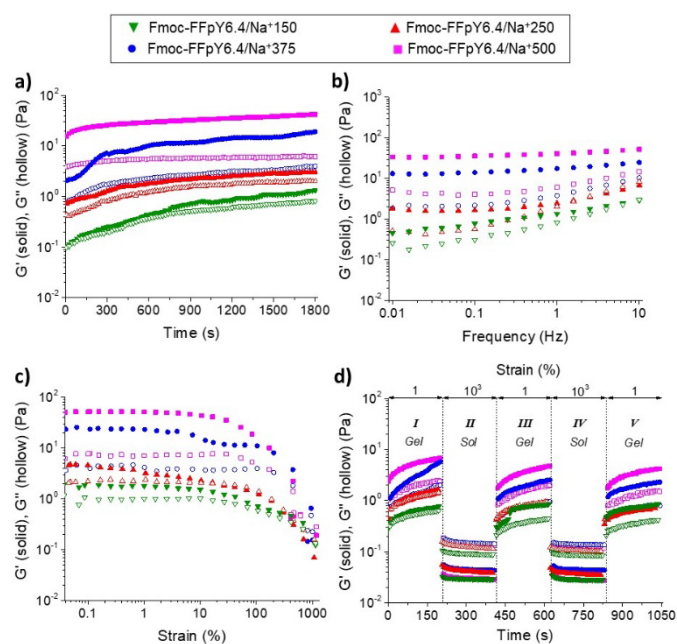 Fmoc-FFpY6.4/Na⁺150 Fmoc-FFpY6.4/Na⁺250
Fmoc-FFpY6.4/Na⁺375 Fmoc-FFpY6.4/Na⁺500
a)
G' (solid), G" (hollow) (Pa)
10²
10¹
10⁰
10⁻¹
10⁻²
0 300 600 900 1200 1500 1800
Time (s)
b)
G' (solid), G" (hollow) (Pa)
10³
10²
10¹
10⁰
10⁻¹
10⁻²
0.01 0.1 1 10
Frequency (Hz)
c)
G' (solid), G" (hollow) (Pa)
10²
10¹
10⁰
10⁻¹
10⁻²
0.1 1 10 100 1000
Strain (%)
d)
Strain (%)
1 10³ 1 10³ 1
I II III IV V
Gel Sol Gel Sol Gel
G' (solid), G" (hollow) (Pa)
10²
10¹
10⁰
10⁻¹
10⁻²
0 150 300 450 600 750 900 1050
Time (s)